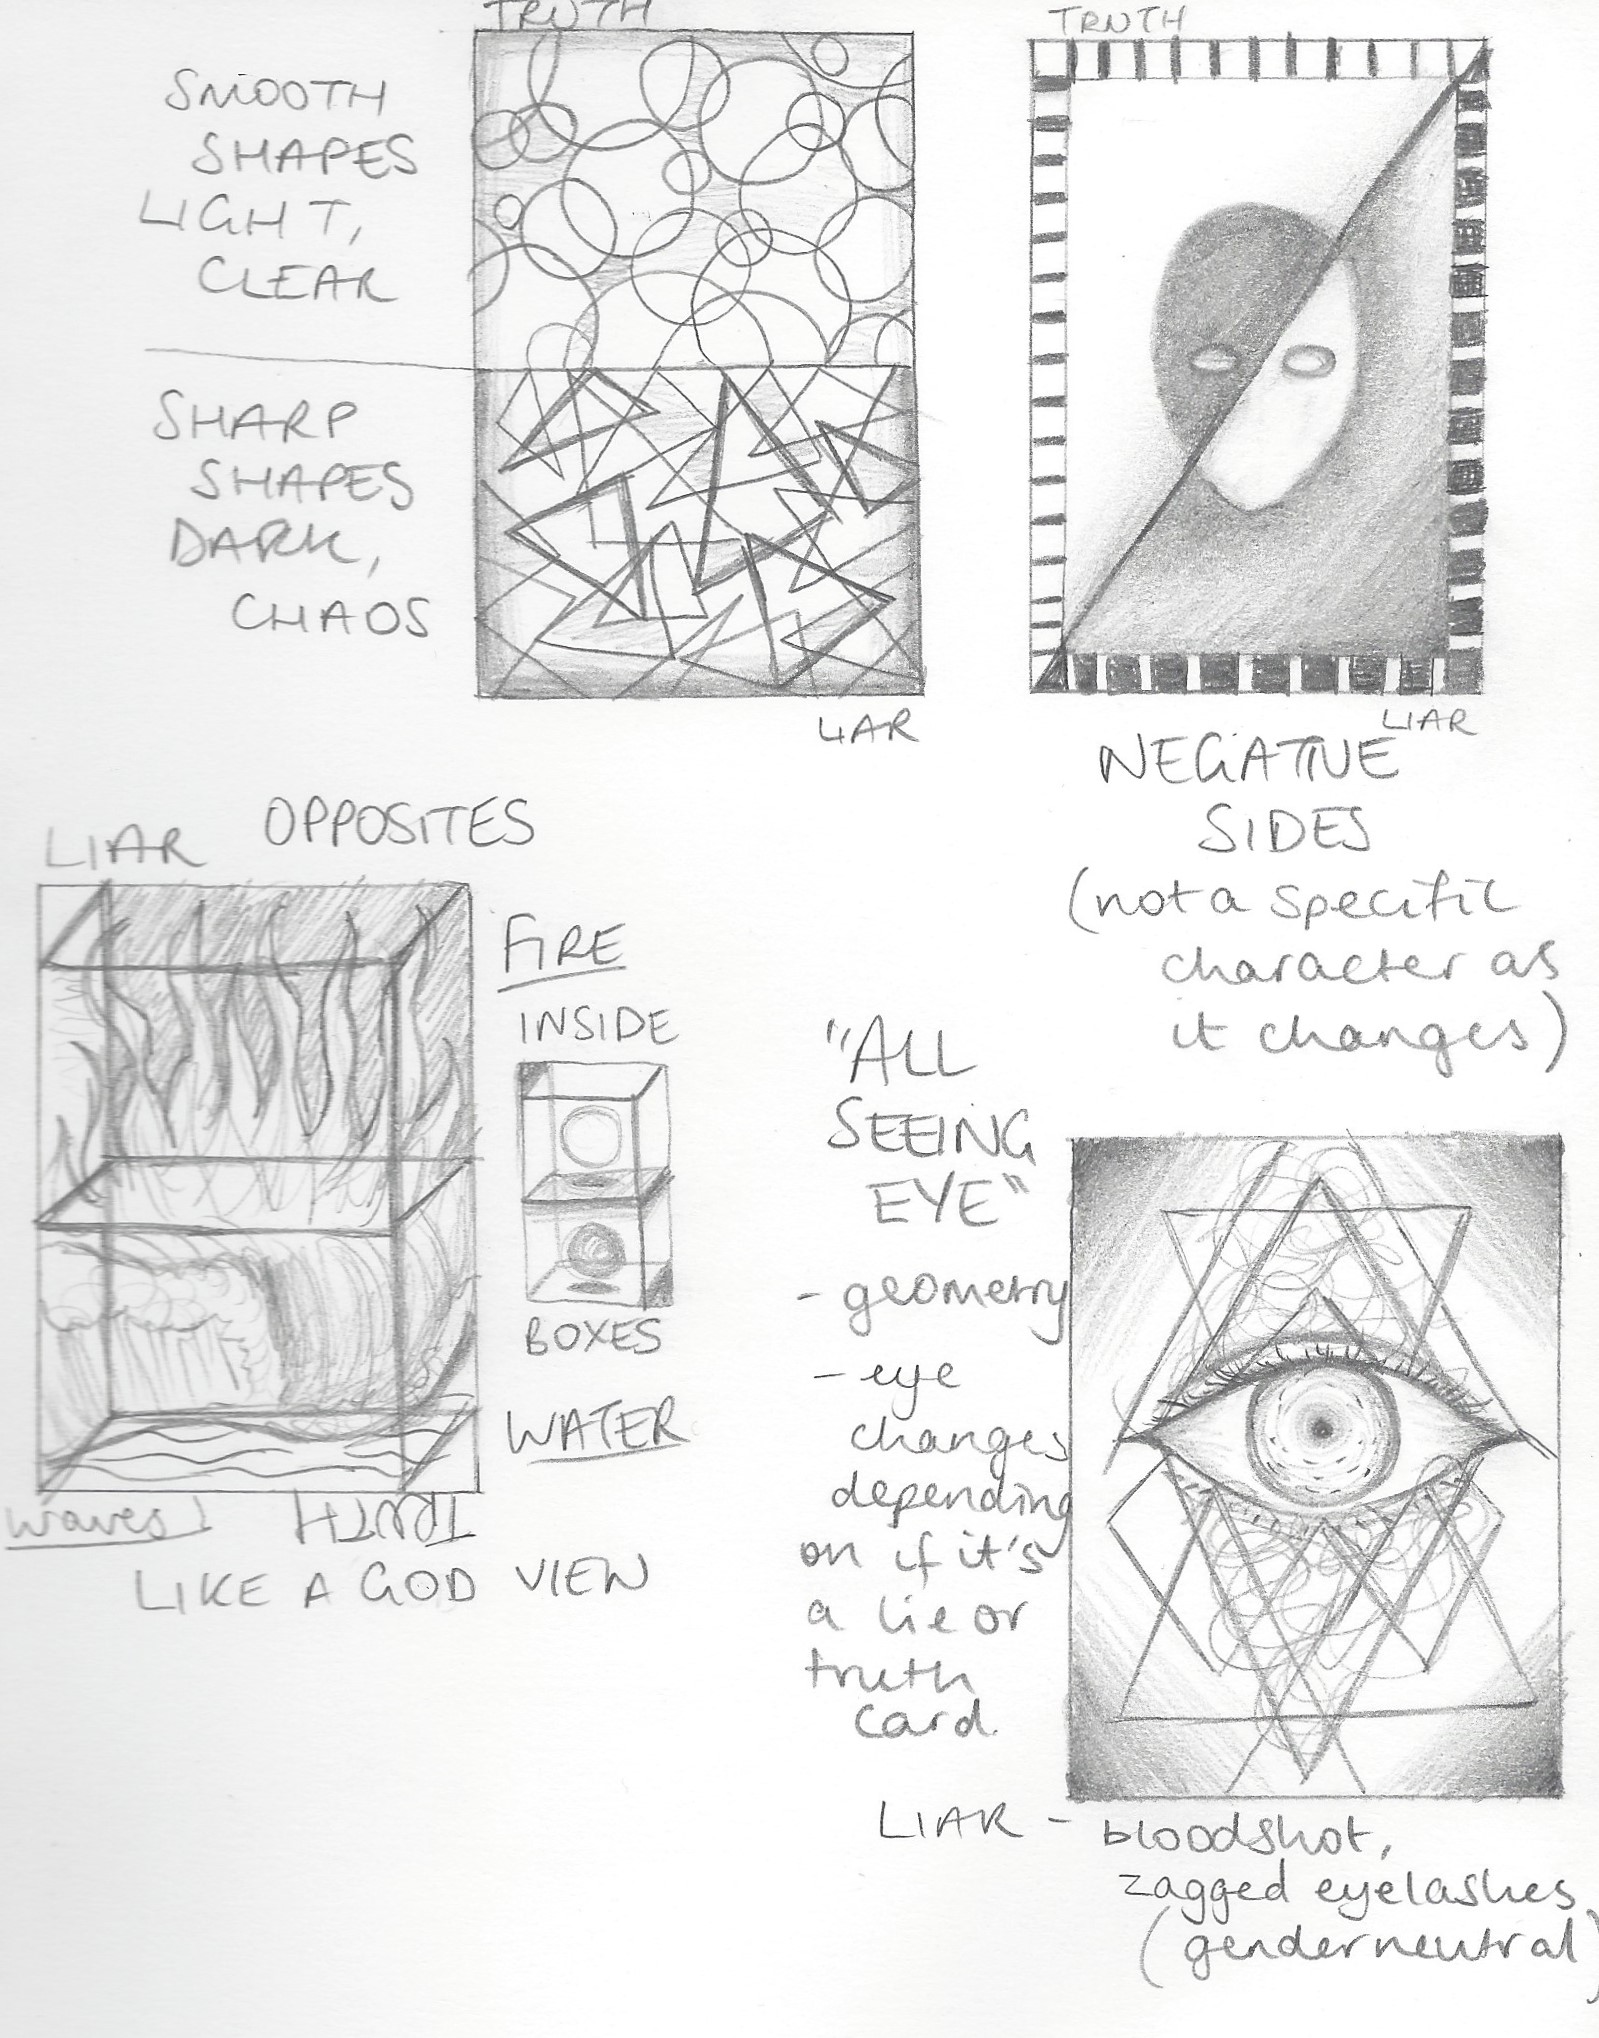 TRUTH
SMOOTH
SHAPES
LIGHT,
CLEAR
SHARP
SHAPES
DARK,
CHAOS
LIAR
TRUTH
LIAR
NEGATIVE
SIDES
(not a specific
character as
it changes)
OPPOSITES
LIAR
FIRE
INSIDE
BOXES
WATER
waves!
TRUTH
LIKE A GOD VIEW
"ALL
SEEING
EYE"
- geometry
- eye
changes
depending
on if it's
a lie or
truth
card.
LIAR - bloodshot,
zagged eyelashes
(gender neutral)